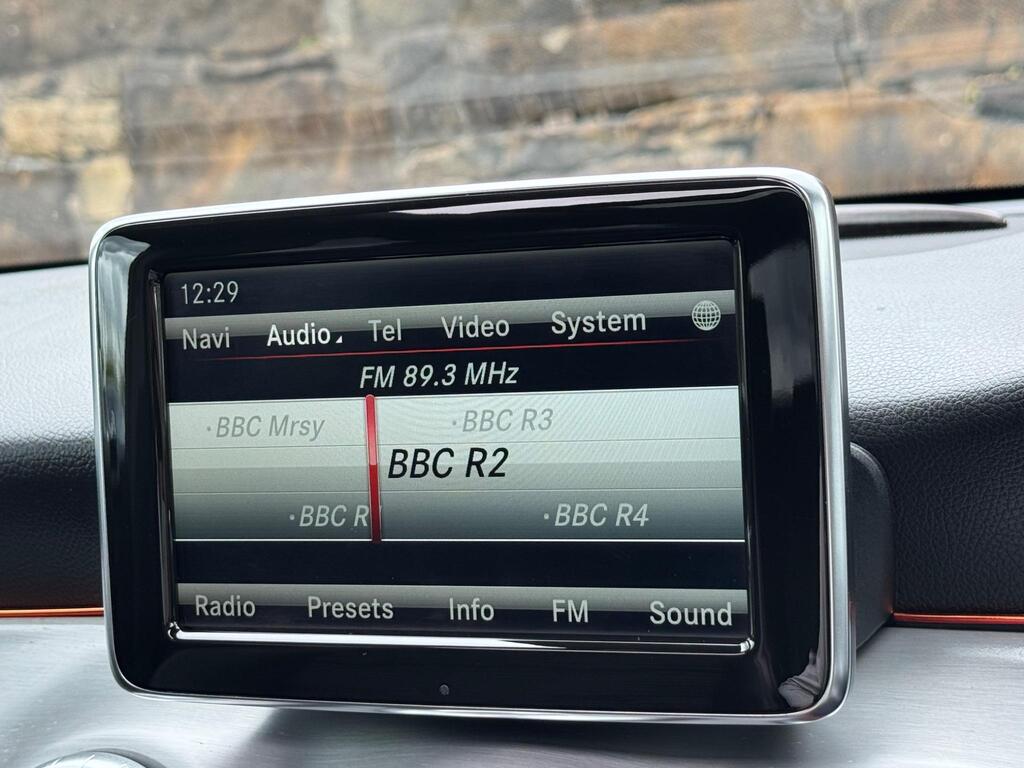 12:29
Navi Audio Tel Video System
FM 89.3 MHz
·BBC Mrsy ·BBC R3
BBC R2
·BBC R ·BBC R4
Radio Presets Info FM Sound